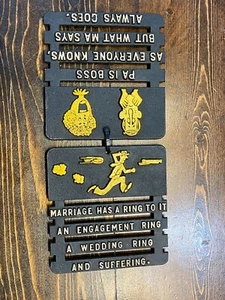 PA IS BOSS
AS EVERYONE KNOWS,
BUT WHAT MA SAYS
ALWAYS GOES.
MARRIAGE HAS A RING TO IT
AN ENGAGEMENT RING
A WEDDING RING
AND SUFFERING.